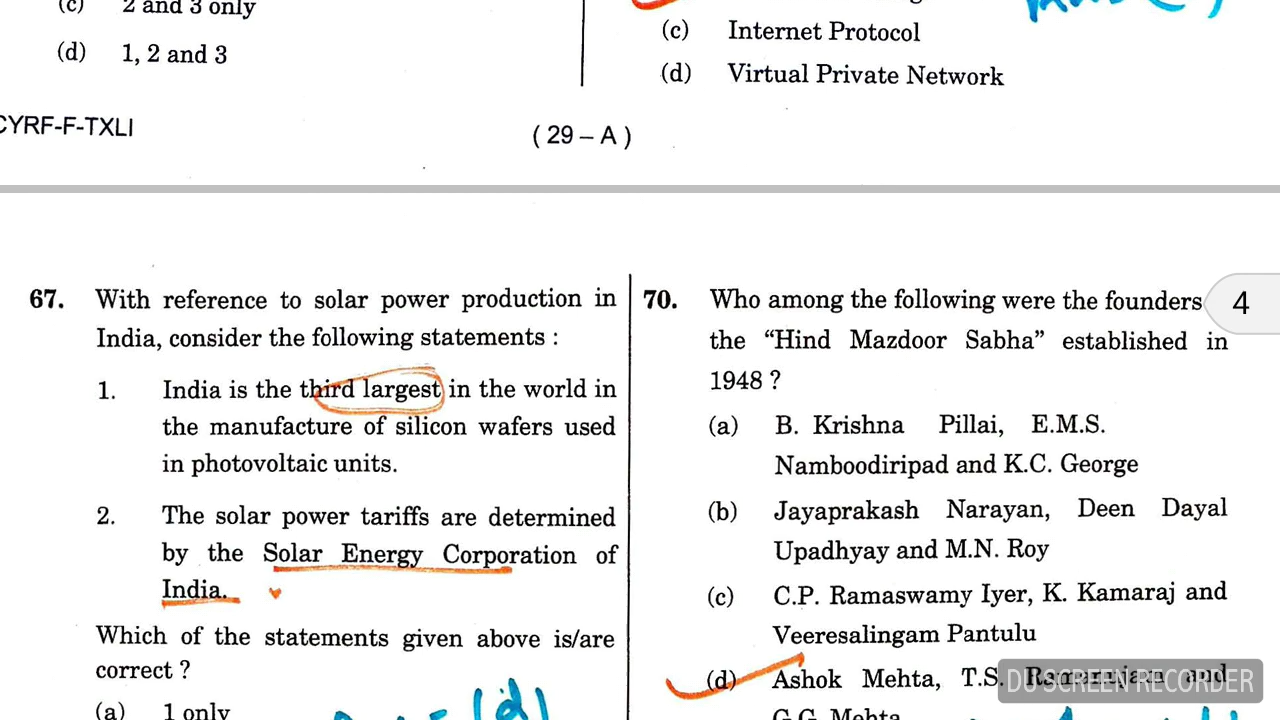 (c) 2 and 3 only
(d) 1, 2 and 3
(c) Internet Protocol
(d) Virtual Private Network
CYRF-F-TXLI
( 29 – A )
67. With reference to solar power production in
India, consider the following statements :
1. India is the third largest in the world in
the manufacture of silicon wafers used
in photovoltaic units.
2. The solar power tariffs are determined
by the Solar Energy Corporation of
India.
Which of the statements given above is/are
correct ?
(a) 1 only
(d)
70. Who among the following were the founders
the “Hind Mazdoor Sabha” established in
1948 ?
(a) B. Krishna Pillai, E.M.S.
Namboodiripad and K.C. George
(b) Jayaprakash Narayan, Deen Dayal
Upadhyay and M.N. Roy
(c) C.P. Ramaswamy Iyer, K. Kamaraj and
Veeresalingam Pantulu
(d) Ashok Mehta, T.S. Ramanujam and
G.G. Mehta
4
DU SCREEN RECORDER